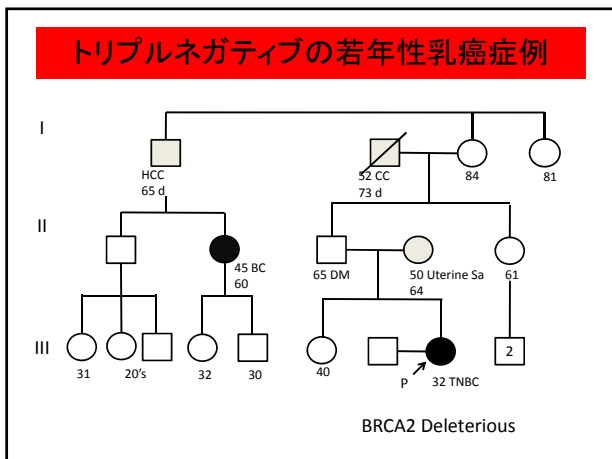 トリプルネガティブの若年性乳癌症例
I
HCC
65 d
52 CC
73 d
84
81
II
45 BC
60
65 DM
50 Uterine Sa
64
61
III
31
20's
32
30
40
P
32 TNBC
2
BRCA2 Deleterious